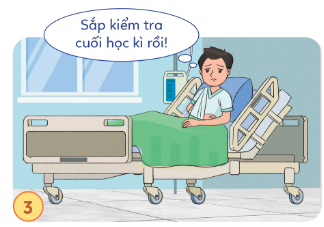 Sắp kiểm tra
cuối học kì rồi!
3